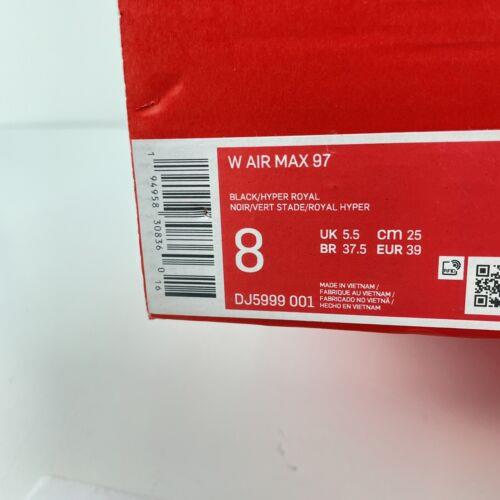 W AIR MAX 97
BLACK/HYPER ROYAL
NOIR/VERT STADE/ROYAL HYPER
8
UK 5.5 cm 25
BR 37.5 EUR 39
DJ5999 001
MADE IN VIETNAM /
FABRIQUE AU VIETNAM /
FABRICADO NO VIETNÃ /
HECHO EN VIETNAM
1 94958 30836 0 16